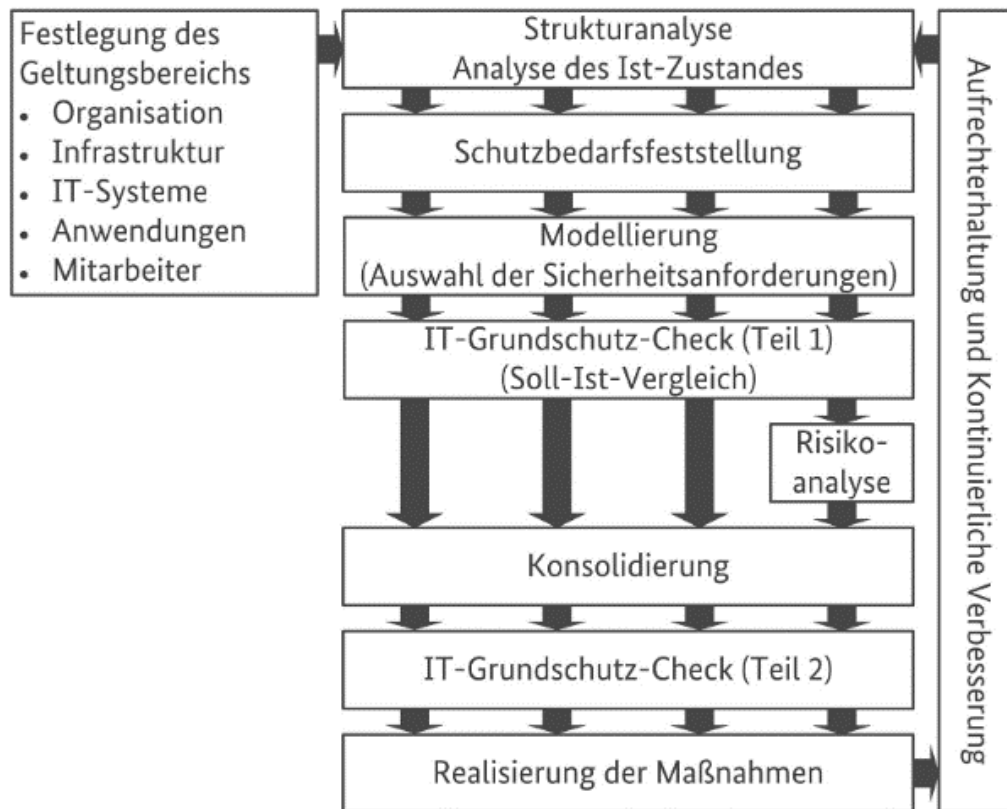 Festlegung des
Geltungsbereichs
• Organisation
• Infrastruktur
• IT-Systeme
• Anwendungen
• Mitarbeiter
Strukturanalyse
Analyse des Ist-Zustandes
Schutzbedarfsfeststellung
Modellierung
(Auswahl der Sicherheitsanforderungen)
IT-Grundschutz-Check (Teil 1)
(Soll-Ist-Vergleich)
Risiko-
analyse
Konsolidierung
IT-Grundschutz-Check (Teil 2)
Realisierung der Maßnahmen
Aufrechterhaltung und Kontinuierliche Verbesserung